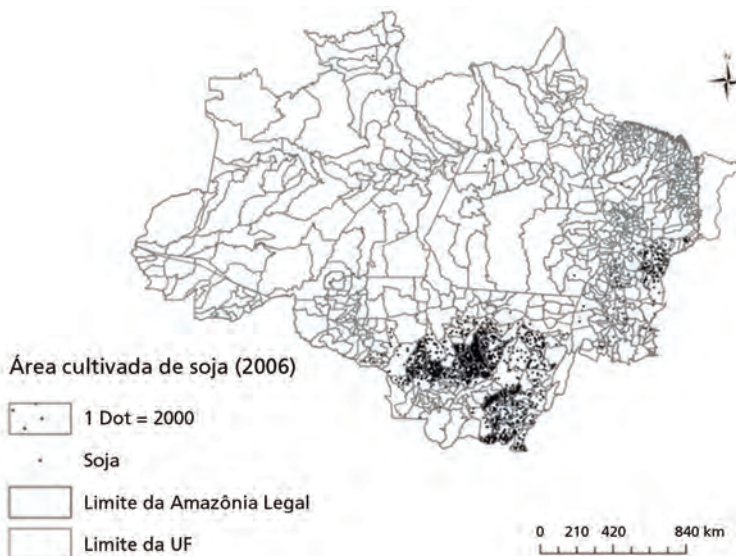 N
Área cultivada de soja (2006)
1 Dot = 2000
Soja
Limite da Amazônia Legal
Limite da UF
0 210 420 840 km